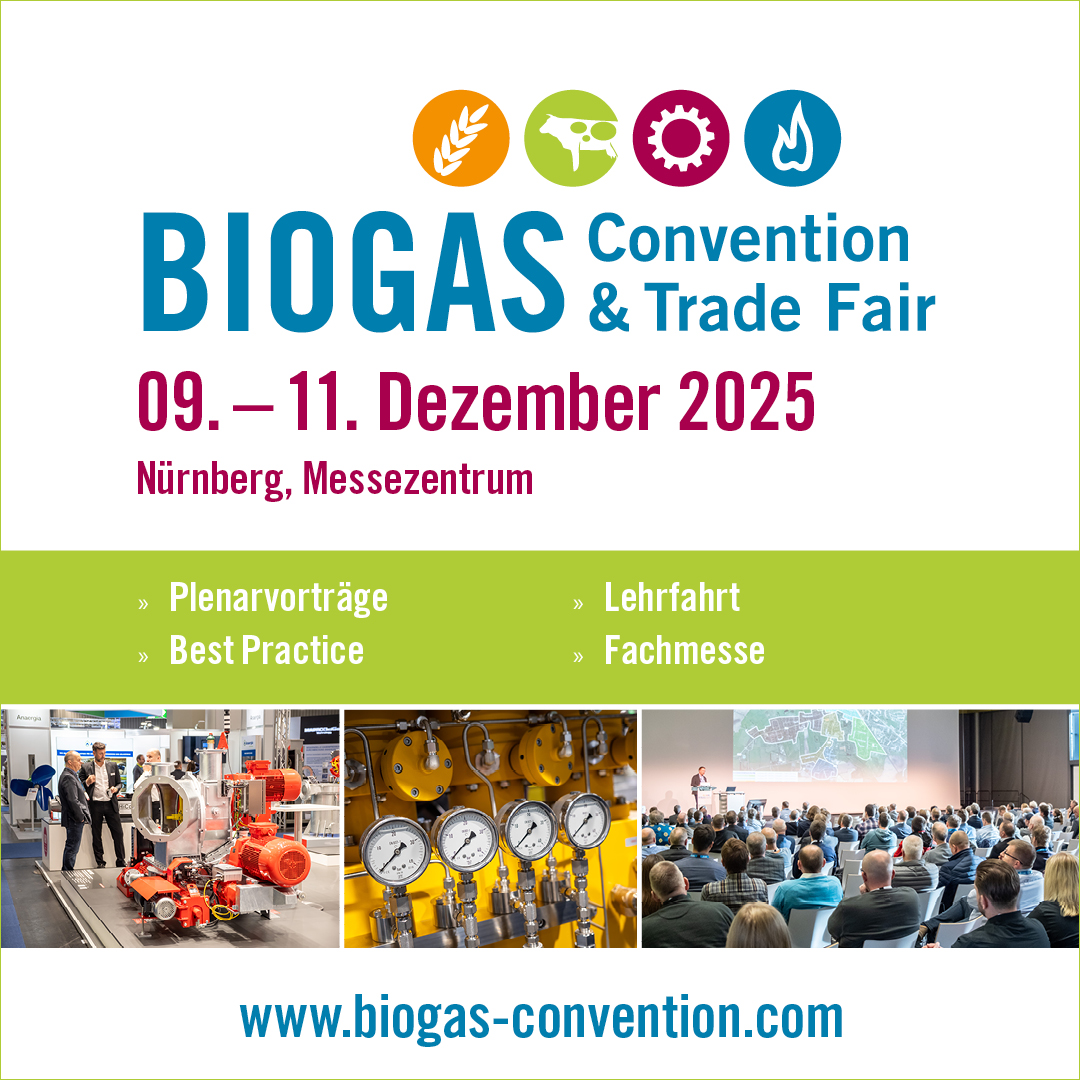 BIOGAS Convention
& Trade Fair
09. – 11. Dezember 2025
Nürnberg, Messezentrum
» Plenarvorträge
» Best Practice
» Lehrfahrt
» Fachmesse
Anaergia
www.biogas-convention.com